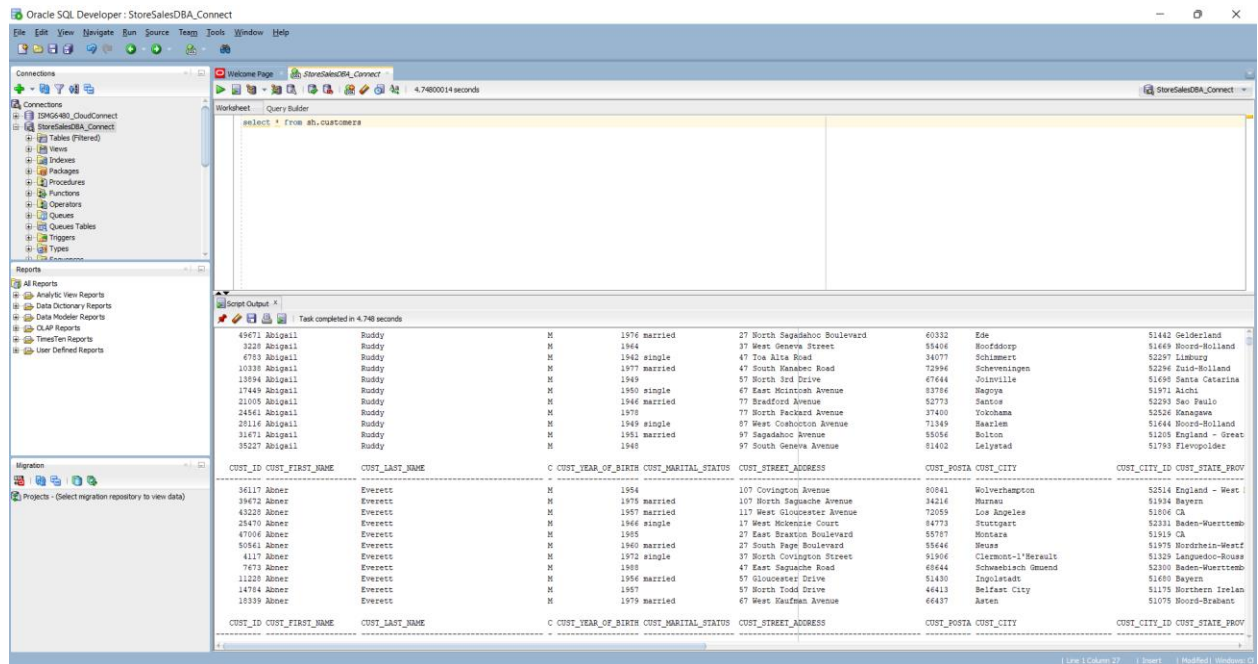 Oracle SQL Developer : StoreSalesDBA_Connect
File Edit View Navigate Run Source Team Tools Window Help
Connections
Welcome Page
StoreSalesDBA_Connect
4.74800014 seconds
StoreSalesDBA_Connect
Worksheet Query Builder
select * from sh.customers
Connections
ISMG6480_CloudConnect
StoreSalesDBA_Connect
Tables (Filtered)
Views
Indexes
Packages
Procedures
Functions
Operators
Queues
Queues Tables
Triggers
Types
Sequences
Reports
All Reports
Analytic View Reports
Data Dictionary Reports
Data Modeler Reports
OLAP Reports
TimesTen Reports
User Defined Reports
Migration
Projects - (Select migration repository to view data)
Script Output
Task completed in 4.748 seconds
49671 Abigail Ruddy M 1976 married 27 North Sagadahoc Boulevard 60332 Ede 51442 Gelderland
3228 Abigail Ruddy M 1964 37 West Geneva Street 55406 Hoofddorp 51669 Noord-Holland
6783 Abigail Ruddy M 1942 single 47 Toa Alta Road 34077 Schimmert 52297 Limburg
10338 Abigail Ruddy M 1977 married 47 South Kanabec Road 72996 Scheveningen 52296 Zuid-Holland
13894 Abigail Ruddy M 1949 57 North 3rd Drive 67644 Joinville 51698 Santa Catarina
17449 Abigail Ruddy M 1950 single 67 East Mcintosh Avenue 83786 Nagoya 51971 Aichi
21005 Abigail Ruddy M 1946 married 77 Bradford Avenue 52773 Santos 52293 Sao Paulo
24561 Abigail Ruddy M 1978 77 North Packard Avenue 37400 Yokohama 52526 Kanagawa
28116 Abigail Ruddy M 1949 single 87 West Coshocton Avenue 71349 Haarlem 51644 Noord-Holland
31671 Abigail Ruddy M 1951 married 97 Sagadahoc Avenue 55056 Bolton 51205 England - Great
35227 Abigail Ruddy M 1948 97 South Geneva Avenue 81402 Lelystad 51793 Flevopolder
CUST_ID CUST_FIRST_NAME CUST_LAST_NAME C CUST_YEAR_OF_BIRTH CUST_MARITAL_STATUS CUST_STREET_ADDRESS CUST_POSTA CUST_CITY CUST_CITY_ID CUST_STATE_PROV
36117 Abner Everett M 1954 107 Covington Avenue 80841 Wolverhampton 52514 England - West
39672 Abner Everett M 1975 married 107 North Saguache Avenue 34216 Murnau 51934 Bayern
43228 Abner Everett M 1957 married 117 West Gloucester Avenue 72059 Los Angeles 51806 CA
25470 Abner Everett M 1966 single 17 West Mckenzie Court 84773 Stuttgart 52331 Baden-Wuerttemb
47006 Abner Everett M 1985 27 East Braxton Boulevard 55787 Montara 51919 CA
50561 Abner Everett M 1960 married 27 South Page Boulevard 55646 Neuss 51975 Nordrhein-Westf
4117 Abner Everett M 1972 single 37 North Covington Street 91906 Clermont-l'Herault 51329 Languedoc-Rouss
7673 Abner Everett M 1988 47 East Saguache Road 68644 Schwaebisch Gmuend 52300 Baden-Wuerttemb
11228 Abner Everett M 1956 married 57 Gloucester Drive 51430 Ingolstadt 51680 Bayern
14784 Abner Everett M 1957 57 North Todd Drive 46413 Belfast City 51175 Northern Irelan
18339 Abner Everett M 1979 married 67 West Kaufman Avenue 66437 Asten 51075 Noord-Brabant
CUST_ID CUST_FIRST_NAME CUST_LAST_NAME C CUST_YEAR_OF_BIRTH CUST_MARITAL_STATUS CUST_STREET_ADDRESS CUST_POSTA CUST_CITY CUST_CITY_ID CUST_STATE_PROV
Line 1 Column 27 Insert Modified Windows: